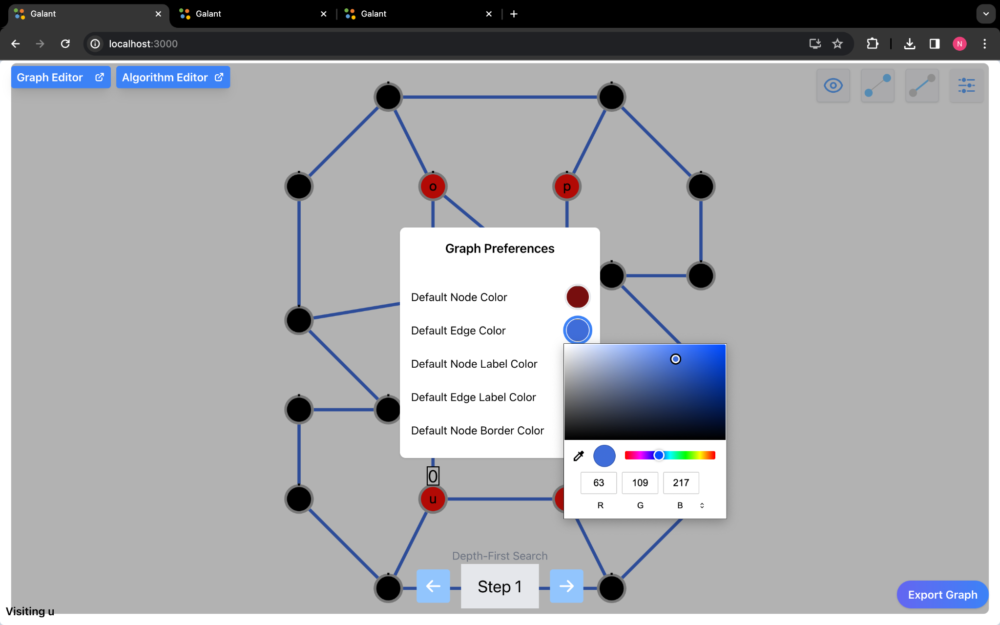 Galant
Galant
Galant
localhost:3000
N
Graph Editor
Algorithm Editor
o
p
Graph Preferences
Default Node Color
Default Edge Color
Default Node Label Color
Default Edge Label Color
Default Node Border Color
63 109 217
R G B
0
u
Depth-First Search
Step 1
Export Graph
Visiting u